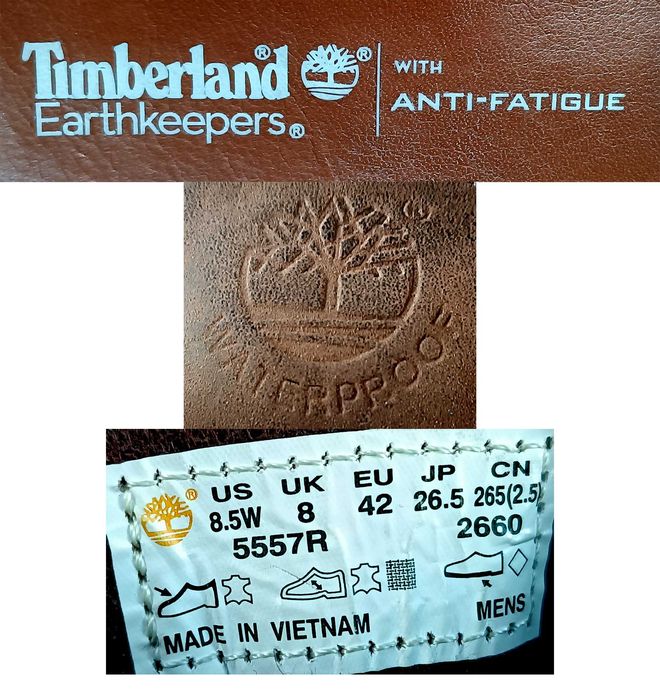 Timberland® ® WITH
Earthkeepers® ANTI-FATIGUE
®
WATERPROOF
® US UK EU JP CN
8.5W 8 42 26.5 265(2.5)
5557R 2660
MADE IN VIETNAM MENS